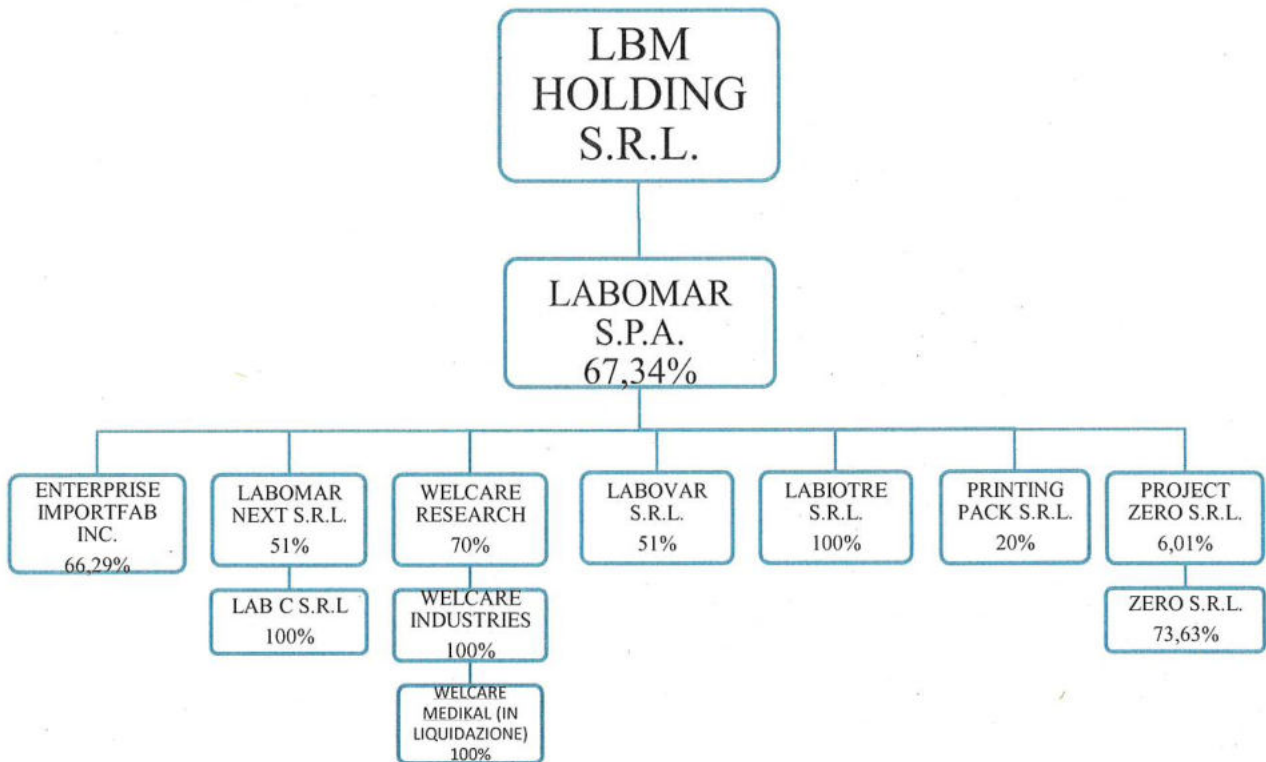 LBM
HOLDING
S.R.L.
LABOMAR
S.P.A.
67,34%
ENTERPRISE
IMPORTFAB
INC.
66,29%
LABOMAR
NEXT S.R.L.
51%
WELCARE
RESEARCH
70%
LABOVAR
S.R.L.
51%
LABIOTRE
S.R.L.
100%
PRINTING
PACK S.R.L.
20%
PROJECT
ZERO S.R.L.
6,01%
LAB C S.R.L
100%
WELCARE
INDUSTRIES
100%
ZERO S.R.L.
73,63%
WELCARE
MEDIKAL (IN
LIQUIDAZIONE)
100%